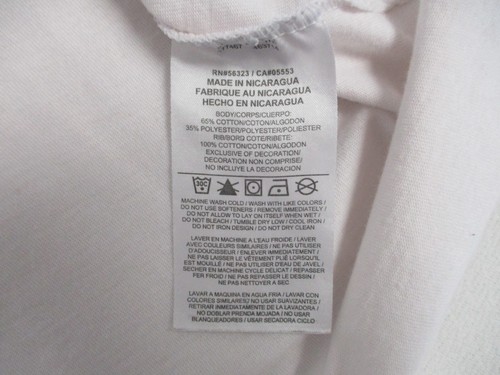 RN#56323 / CA#05553
MADE IN NICARAGUA
FABRIQUE AU NICARAGUA
HECHO EN NICARAGUA
BODY/CORPS/CUERPO:
65% COTTON/COTON/ALGODON
35% POLYESTER/POLYESTER/POLIESTER
RIB/BORD COTE/RIBETE:
100% COTTON/COTON/ALGODON
EXCLUSIVE OF DECORATION/
DECORATION NON COMPRISE/
NO INCLUYE LA DECORACION
30C
MACHINE WASH COLD / WASH WITH LIKE COLORS /
DO NOT USE SOFTENERS / REMOVE IMMEDIATELY /
DO NOT ALLOW TO LAY ON ITSELF WHEN WET /
DO NOT BLEACH / TUMBLE DRY LOW / COOL IRON /
DO NOT IRON DESIGN / DO NOT DRY CLEAN
LAVER EN MACHINE A L'EAU FROIDE / LAVER
AVEC COULEURS SIMILAIRES / NE PAS UTILISER
D'ADOUCISSEUR / ENLEVER IMMÉDIATEMENT /
NE PAS LAISSER LE VÊTEMENT PLIÉ LORSQU'IL
EST MOUILLÉ / NE PAS UTILISER D'EAU DE JAVEL /
SECHER EN MACHINE CYCLE DELICAT / REPASSER
FER FROID / NE PAS REPASSER L'IMPRIME /
NE PAS NETTOYER A SEC
LAVAR A MAQUINA EN AGUA FRIA / LAVAR CON
COLORES SIMILARES / NO USAR SUAVIZANTES /
RETIRAR INMEDIATAMENTE DE LA LAVADORA /
NO DOBLAR PRENDA MOJADA / NO USAR
BLANQUEADORES / USAR SECADORA CICLO